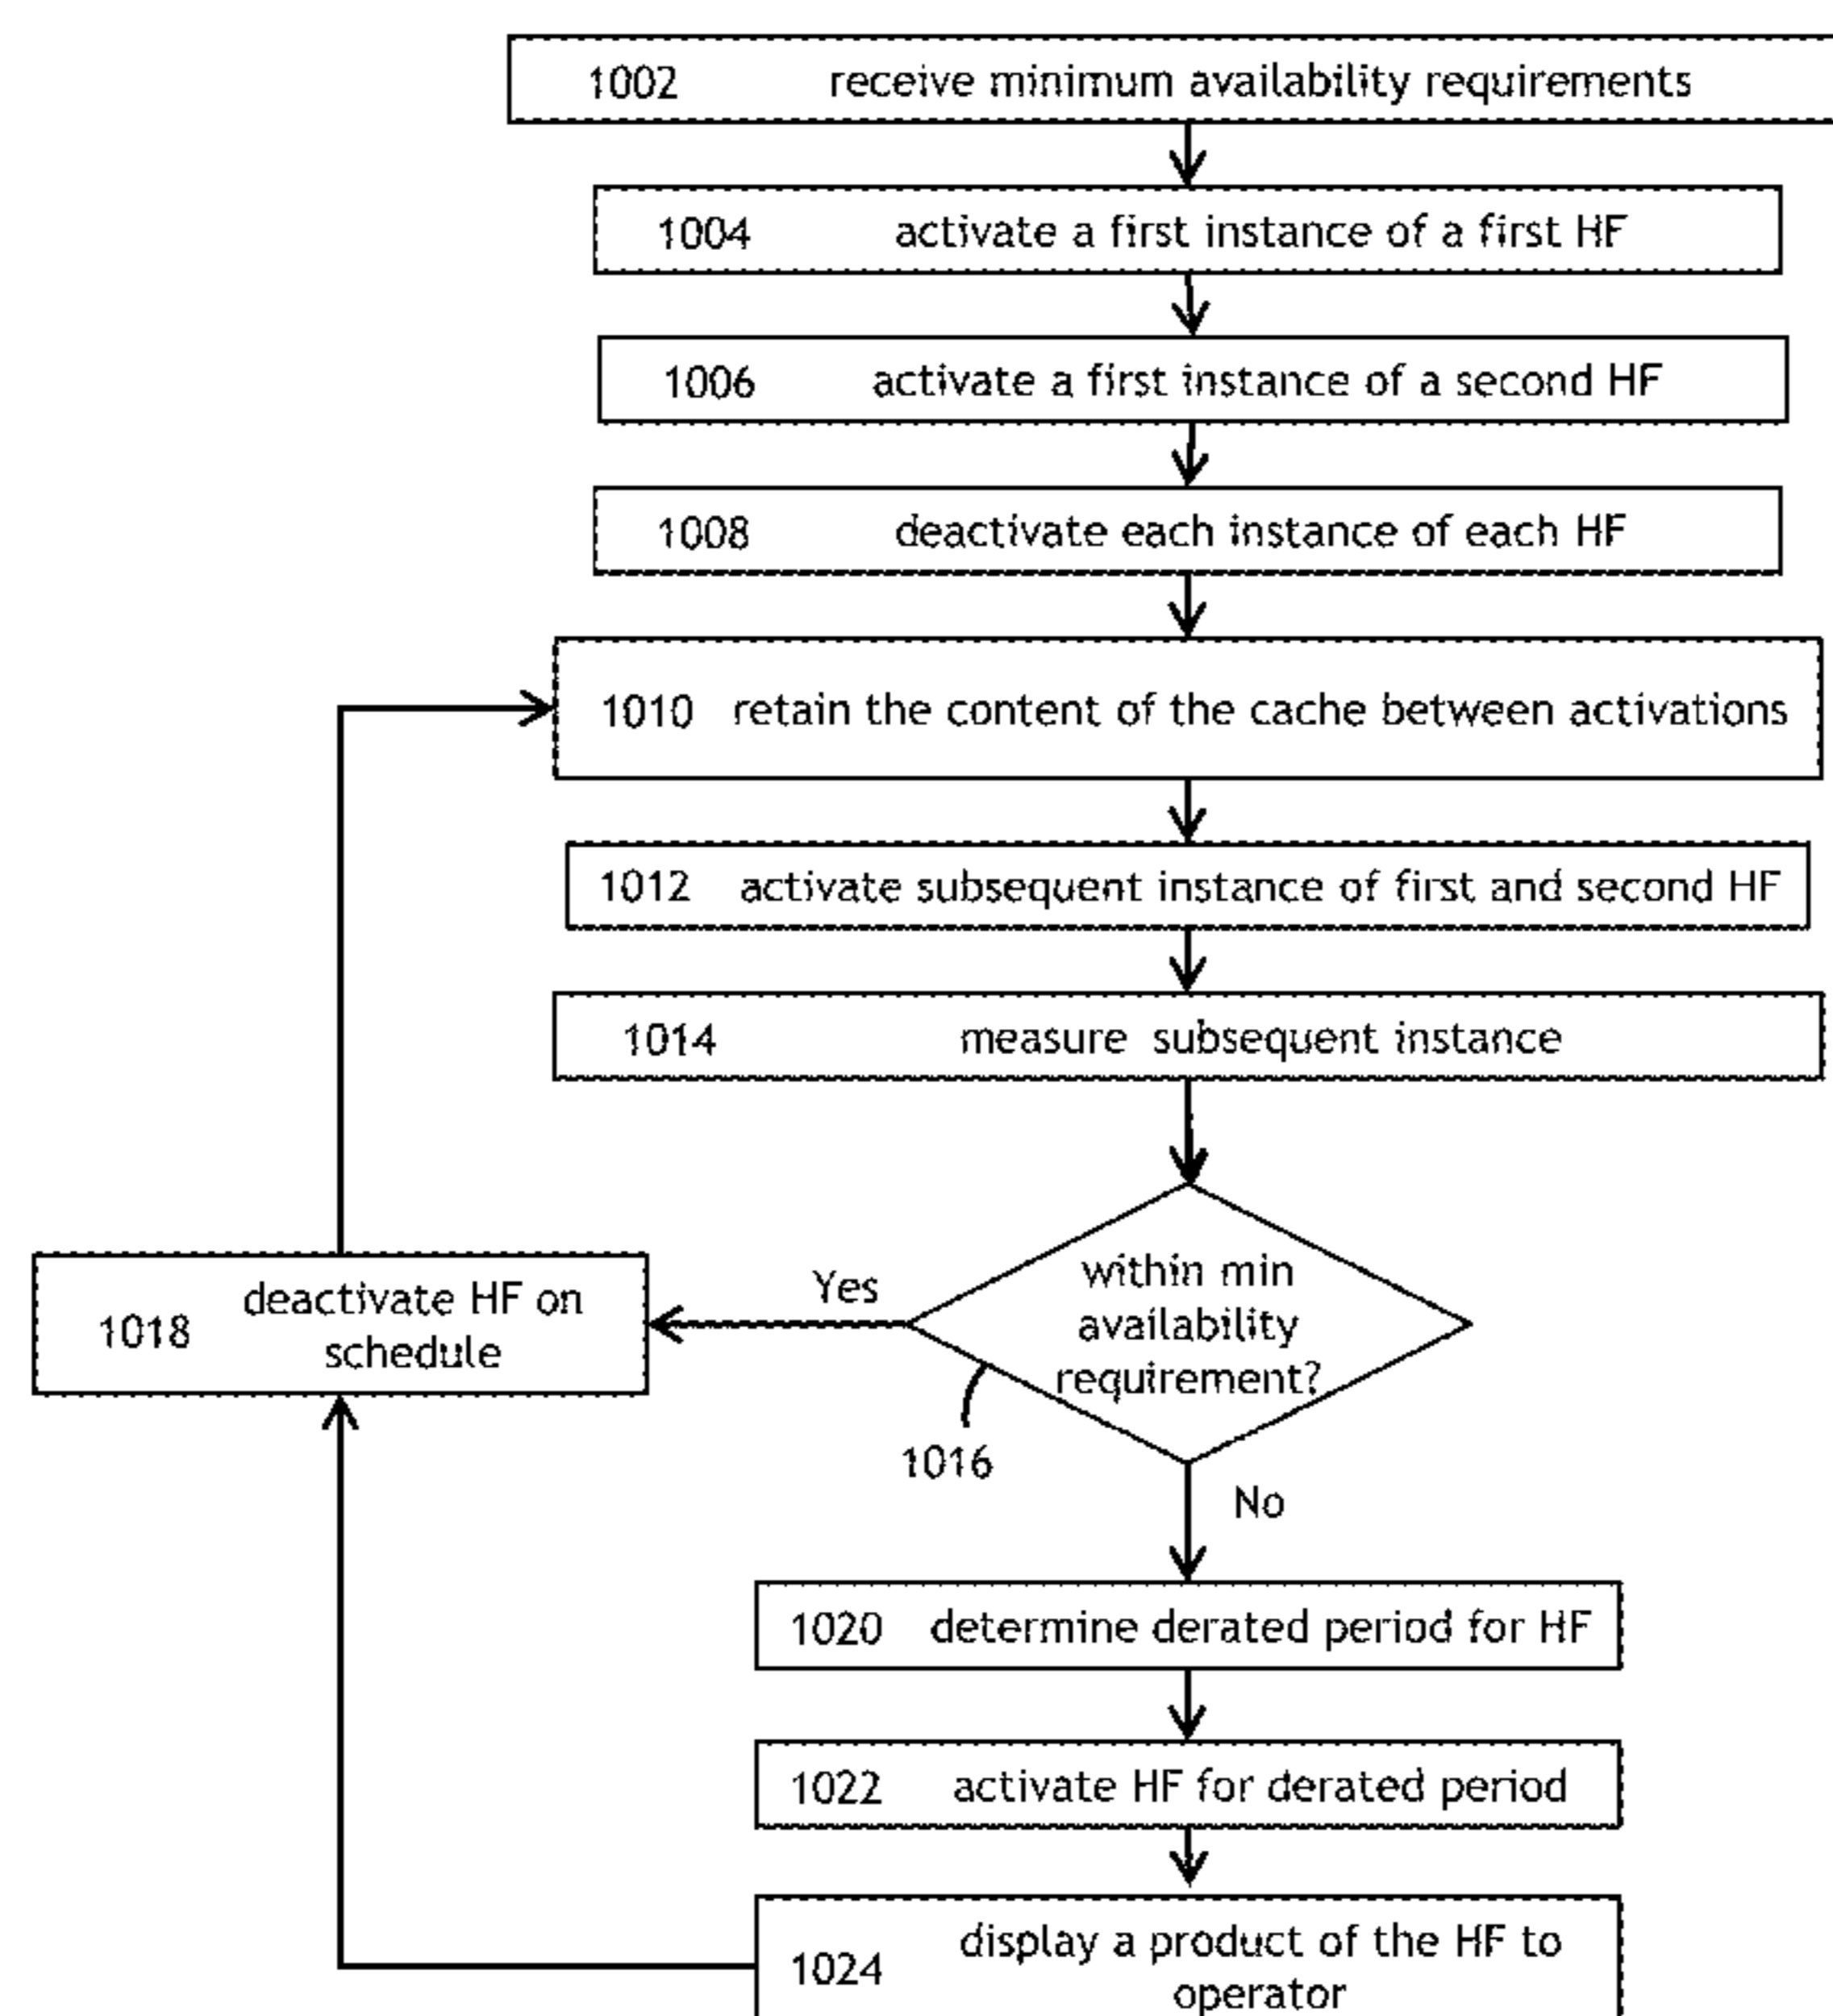 1002 receive minimum availability requirements
1004 activate a first instance of a first HF
1006 activate a first instance of a second HF
1008 deactivate each instance of each HF
1010 retain the content of the cache between activations
1012 activate subsequent instance of first and second HF
1014 measure subsequent instance
within min
availability
requirement?
Yes
1018 deactivate HF on
schedule
1016
No
1020 determine derated period for HF
1022 activate HF for derated period
1024 display a product of the HF to
operator